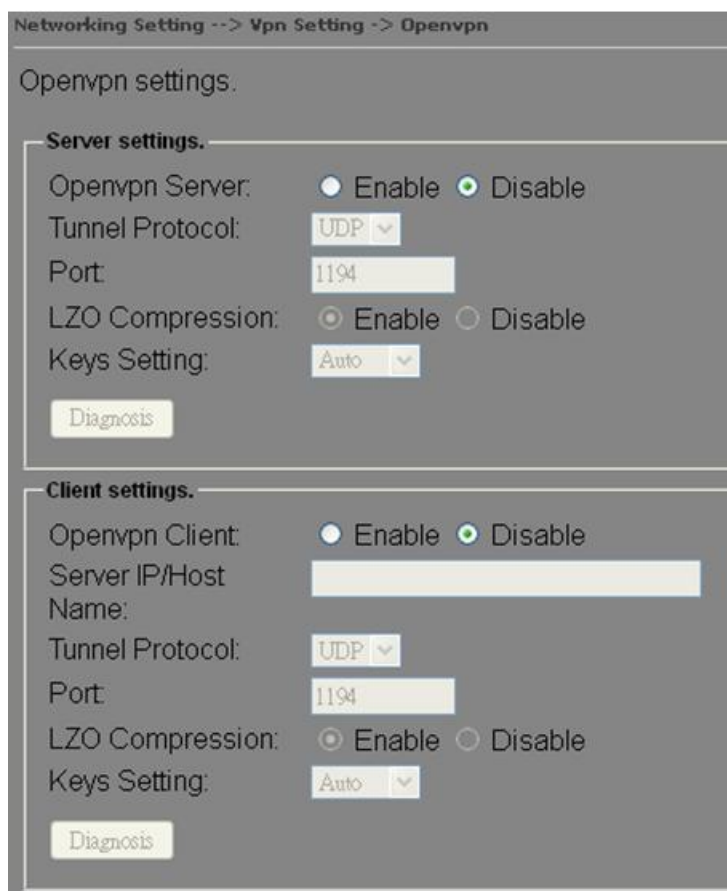 Networking Setting --> Vpn Setting -> Openvpn
Openvpn settings.
Server settings.
Openvpn Server: Enable Disable
Tunnel Protocol: UDP
Port: 1194
LZO Compression: Enable Disable
Keys Setting: Auto
Diagnosis
Client settings.
Openvpn Client: Enable Disable
Server IP/Host
Name:
Tunnel Protocol: UDP
Port: 1194
LZO Compression: Enable Disable
Keys Setting: Auto
Diagnosis